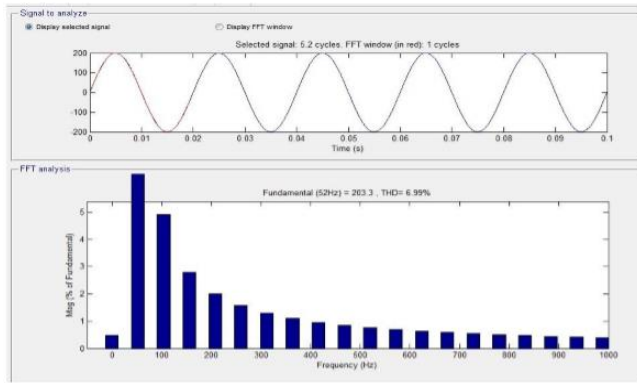 Signal to analyze
Display selected signal Display FFT window
Selected signal: 5.2 cycles. FFT window (in red): 1 cycles
200
100
0
-100
-200
0 0.01 0.02 0.03 0.04 0.05 0.06 0.07 0.08 0.09 0.1
Time (s)
FFT analysis
Fundamental (52Hz) = 203.3 , THD= 6.99%
Mag (% of Fundamental)
5
4
3
2
1
0
0 100 200 300 400 500 600 700 800 900 1000
Frequency (Hz)